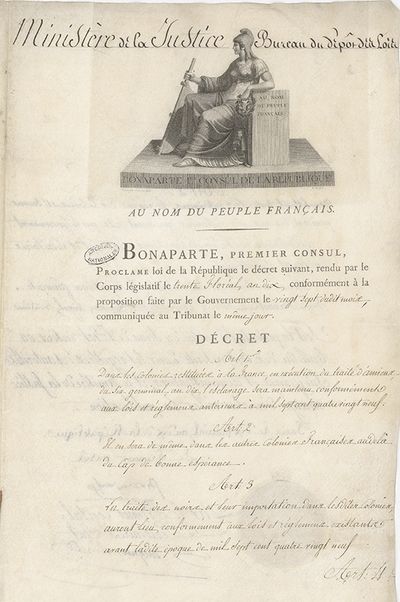 Ministère de la Justice Bureau du dépôt des Loix
AU NOM
DU PEUPLE
FRANÇAIS.
BONAPARTE 1er CONSUL DE LA REPUBLIQUE
AU NOM DU PEUPLE FRANÇAIS.
BONAPARTE, PREMIER CONSUL,
PROCLAME loi de la République le décret suivant, rendu par le
Corps législatif le trente Floréal, an dix, conformément à la
proposition faite par le Gouvernement le vingt sept dudit mois,
communiquée au Tribunat le même jour.
DÉCRET
Art 1er
Dans les colonies restituées à la France en exécution du traité d'amiens
du six germinal, an dix, l'esclavage sera maintenu conformément
aux lois et réglemens antérieurs à mil sept cent quatre vingt neuf.
Art. 2
Il en sera de même dans les autres colonies Françaises au delà
du Cap de bonne espérance.
Art 3
La traite des noirs et leur importation dans les dites colonies
auront lieu, conformément aux lois et réglemens existants
avant ladite époque de mil sept cent quatre vingt neuf
Art. 4